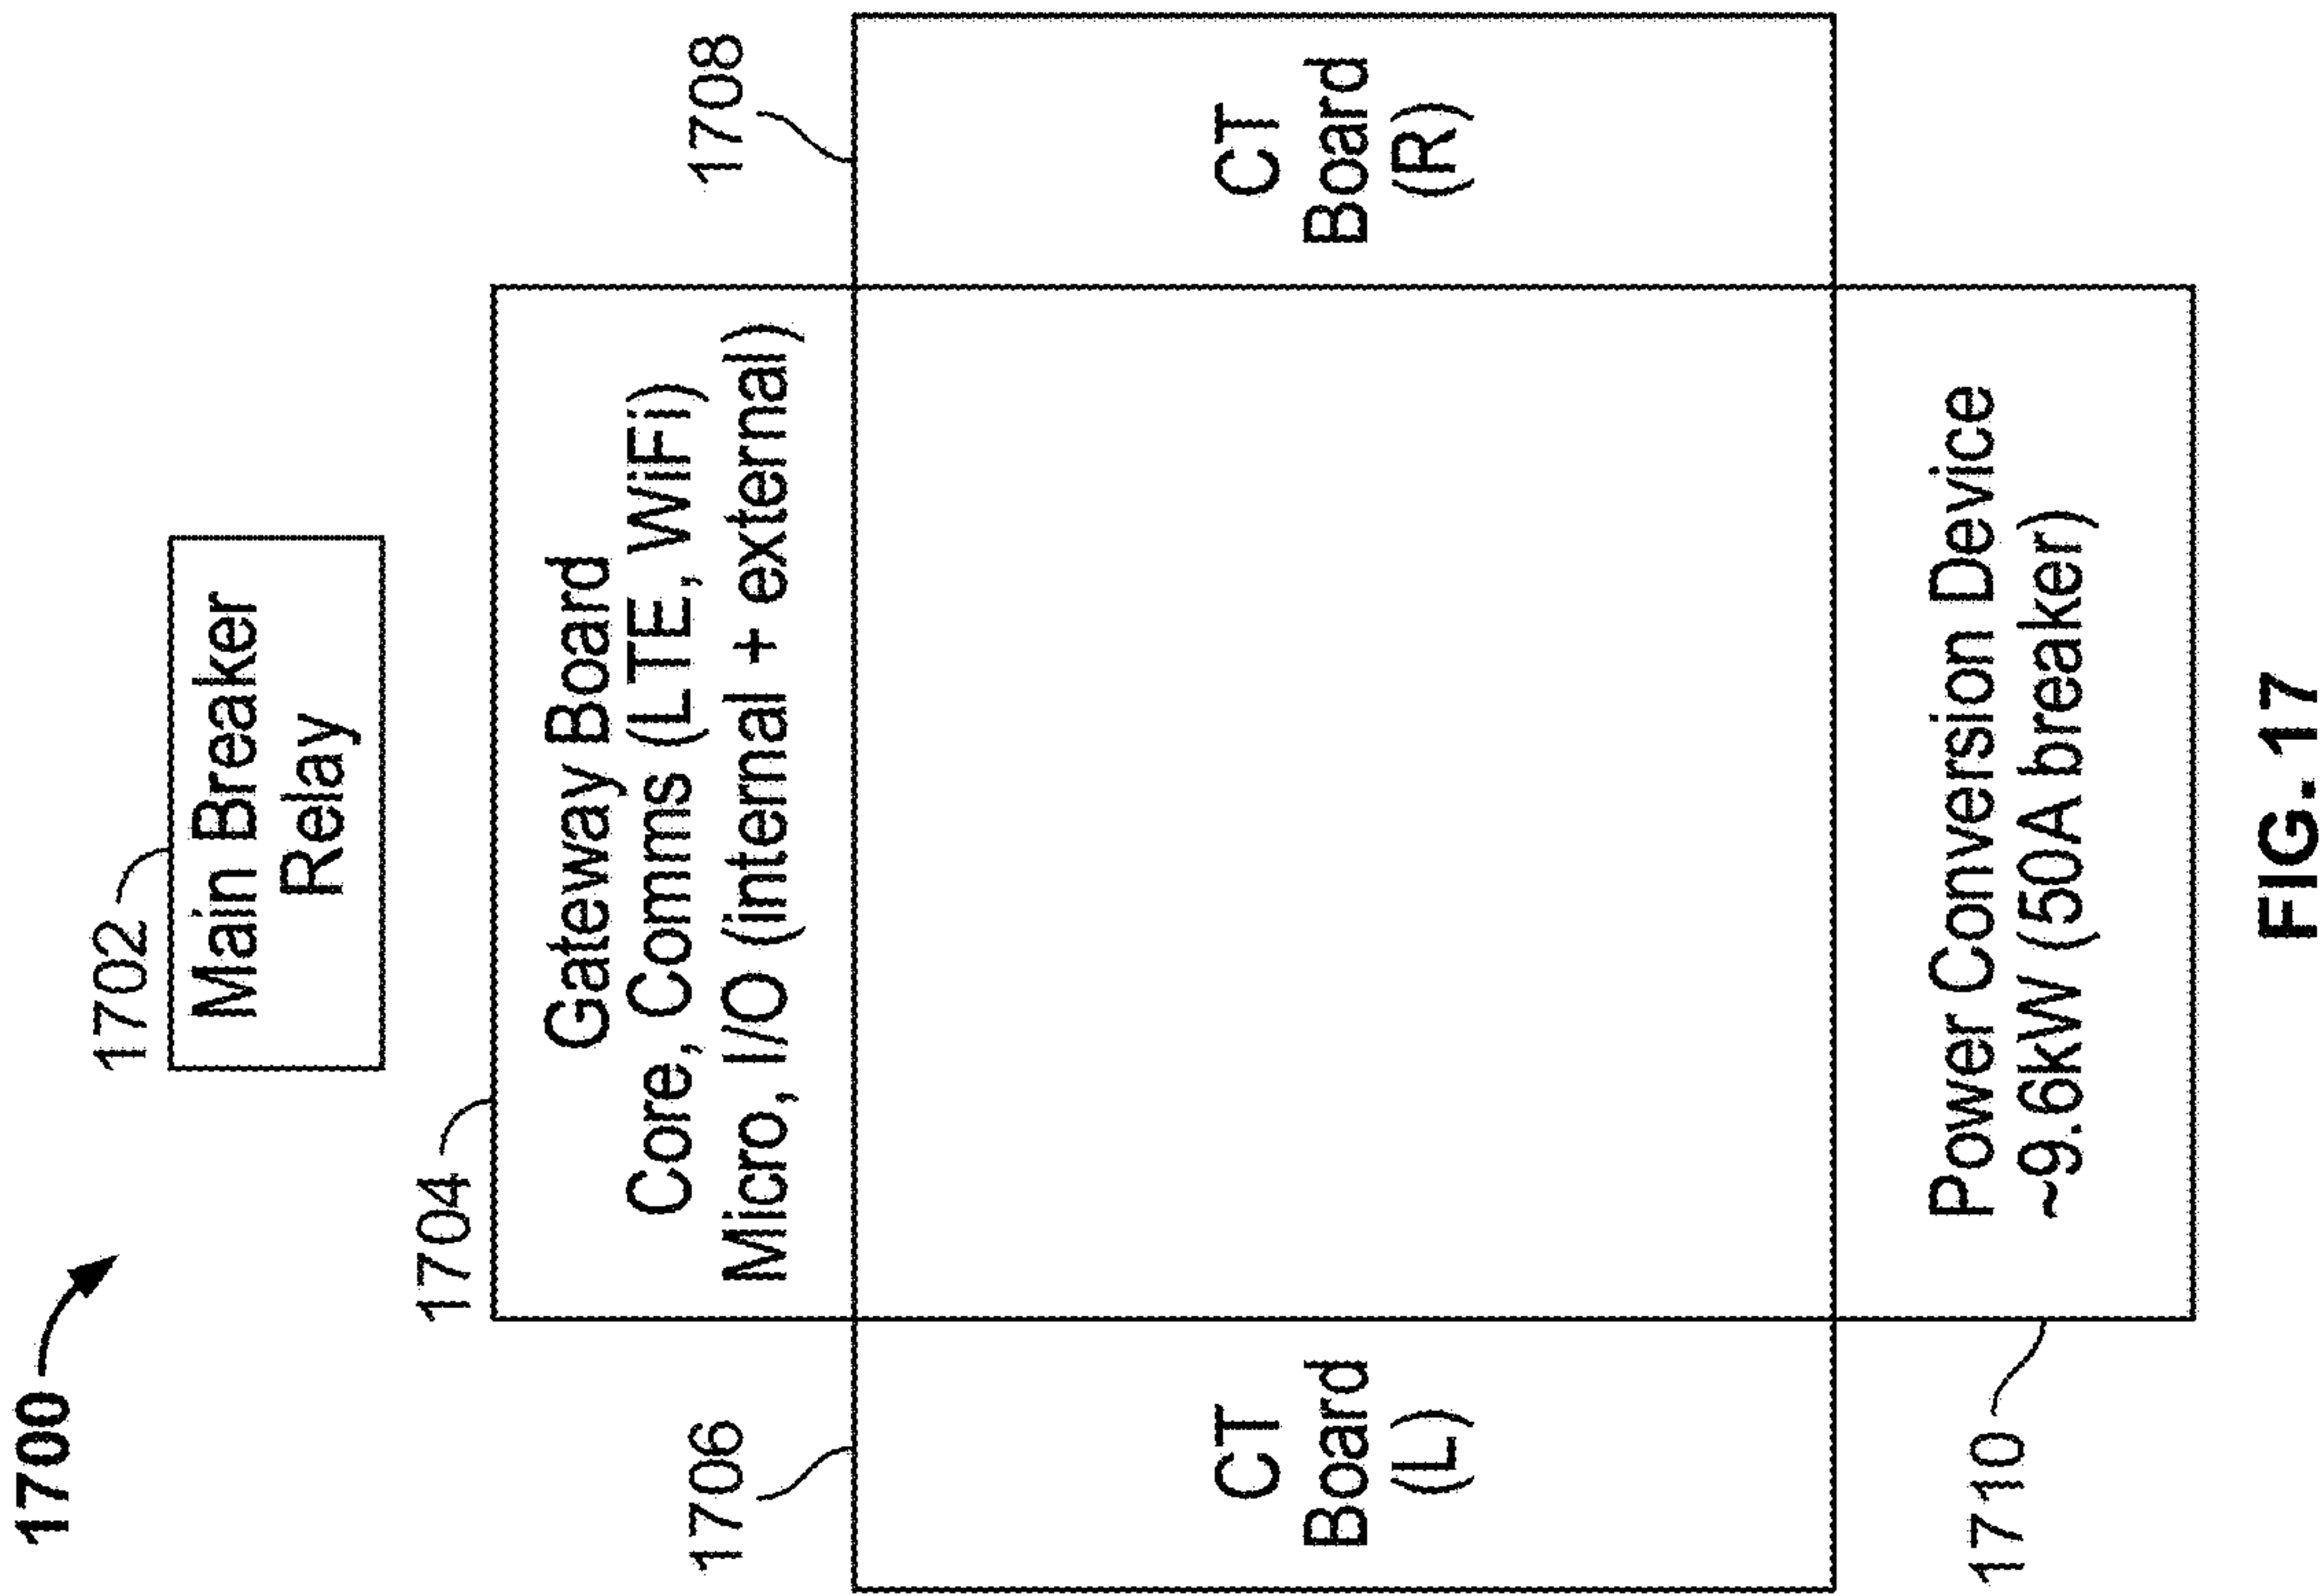 1700
1702
Main Breaker
Relay
1704
Gateway Board
Core, Comms (LTE, WiFi)
Micro, I/O (internal + external)
1706
1708
CT
Board
(L)
CT
Board
(R)
1710
Power Conversion Device
~9.6kW (50A breaker)
FIG. 17